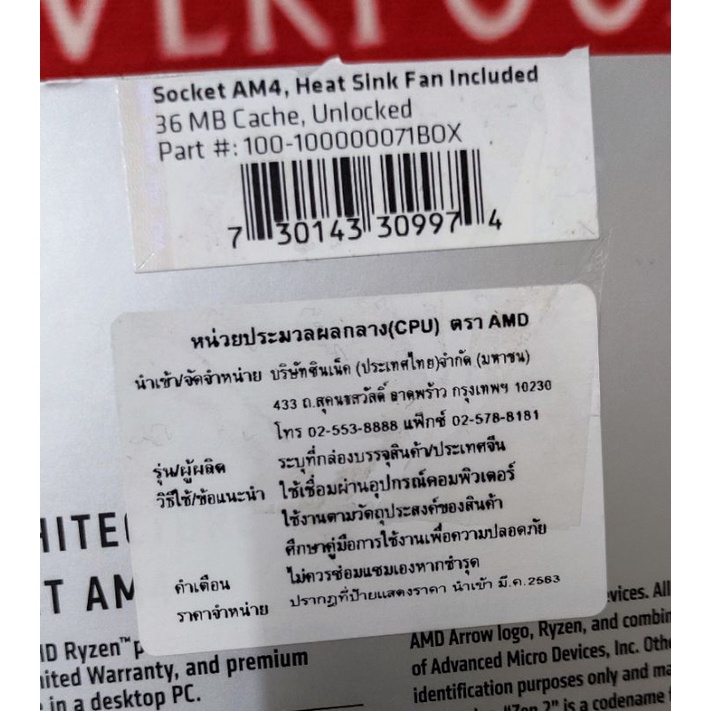 VERPOO
Socket AM4, Heat Sink Fan Included
36 MB Cache, Unlocked
Part #: 100-100000071BOX
7 30143 30997 4
หน่วยประมวลผลกลาง(CPU) ตรา AMD
นำเข้า/จัดจำหน่าย บริษัทซินเน็ค (ประเทศไทย)จำกัด (มหาชน)
433 ถ.สุคนธสวัสดิ์ ลาดพร้าว กรุงเทพฯ 10230
โทร 02-553-8888 แฟ็กซ์ 02-578-8181
รุ่น/ผู้ผลิต ระบุที่กล่องบรรจุสินค้า/ประเทศจีน
วิธีใช้/ข้อแนะนำ ใช้เชื่อมผ่านอุปกรณ์คอมพิวเตอร์
ใช้งานตามวัตถุประสงค์ของสินค้า
ศึกษาคู่มือการใช้งานเพื่อความปลอดภัย
คำเตือน ไม่ควรซ่อมแซมเองหากชำรุด
ราคาจำหน่าย ปรากฏที่ป้ายแสดงราคา นำเข้า มี.ค.2563
HITEC
T AM
D Ryzen™ p
ited Warranty, and premium
in a desktop PC.
vices. All
AMD Arrow logo, Ryzen, and combin
of Advanced Micro Devices, Inc. Othe
identification purposes only and ma
"Zen 2" is a codename f